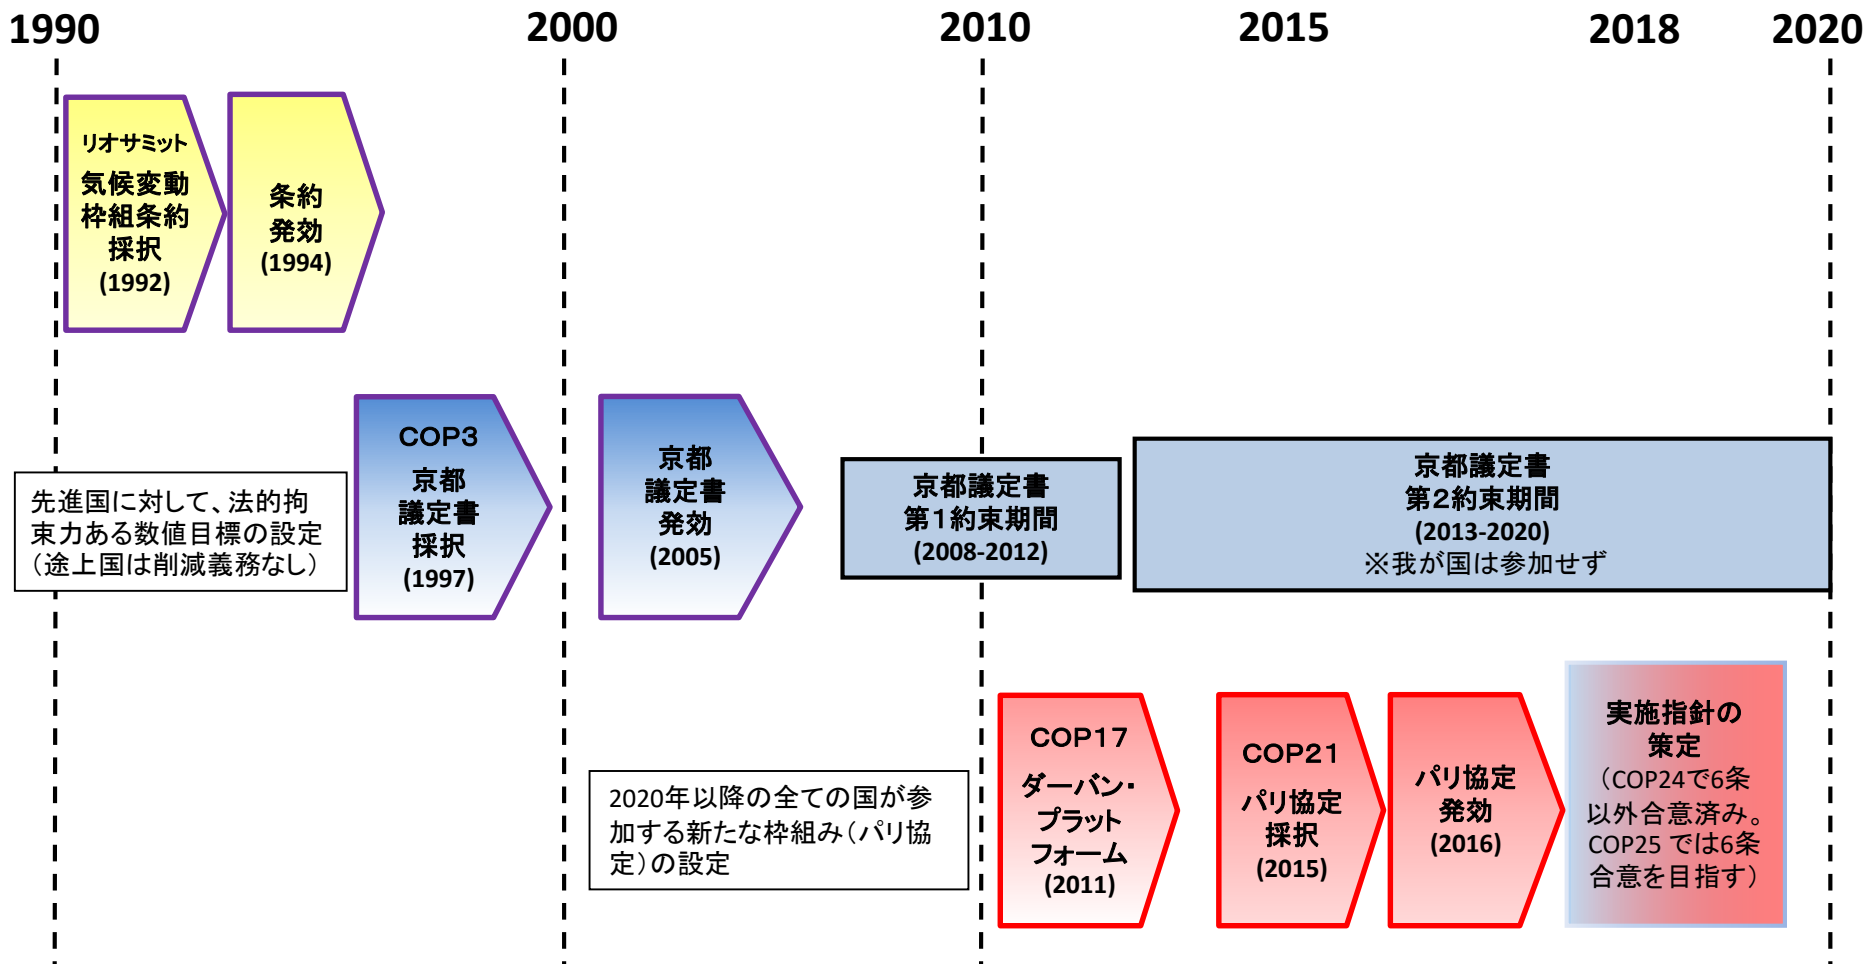 1990
2000
2010
2015
2018
2020
リオサミット
気候変動
枠組条約
採択
(1992)
条約
発効
(1994)
先進国に対して、法的拘
束力ある数値目標の設定
（途上国は削減義務なし）
COP3
京都
議定書
採択
(1997)
京都
議定書
発効
(2005)
京都議定書
第１約束期間
(2008-2012)
京都議定書
第２約束期間
(2013-2020)
※我が国は参加せず
2020年以降の全ての国が参
加する新たな枠組み（パリ協
定）の設定
COP17
ダーバン・
プラット
フォーム
(2011)
COP21
パリ協定
採択
(2015)
パリ協定
発効
(2016)
実施指針の
策定
（COP24で6条
以外合意済み。
COP25 では6条
合意を目指す）